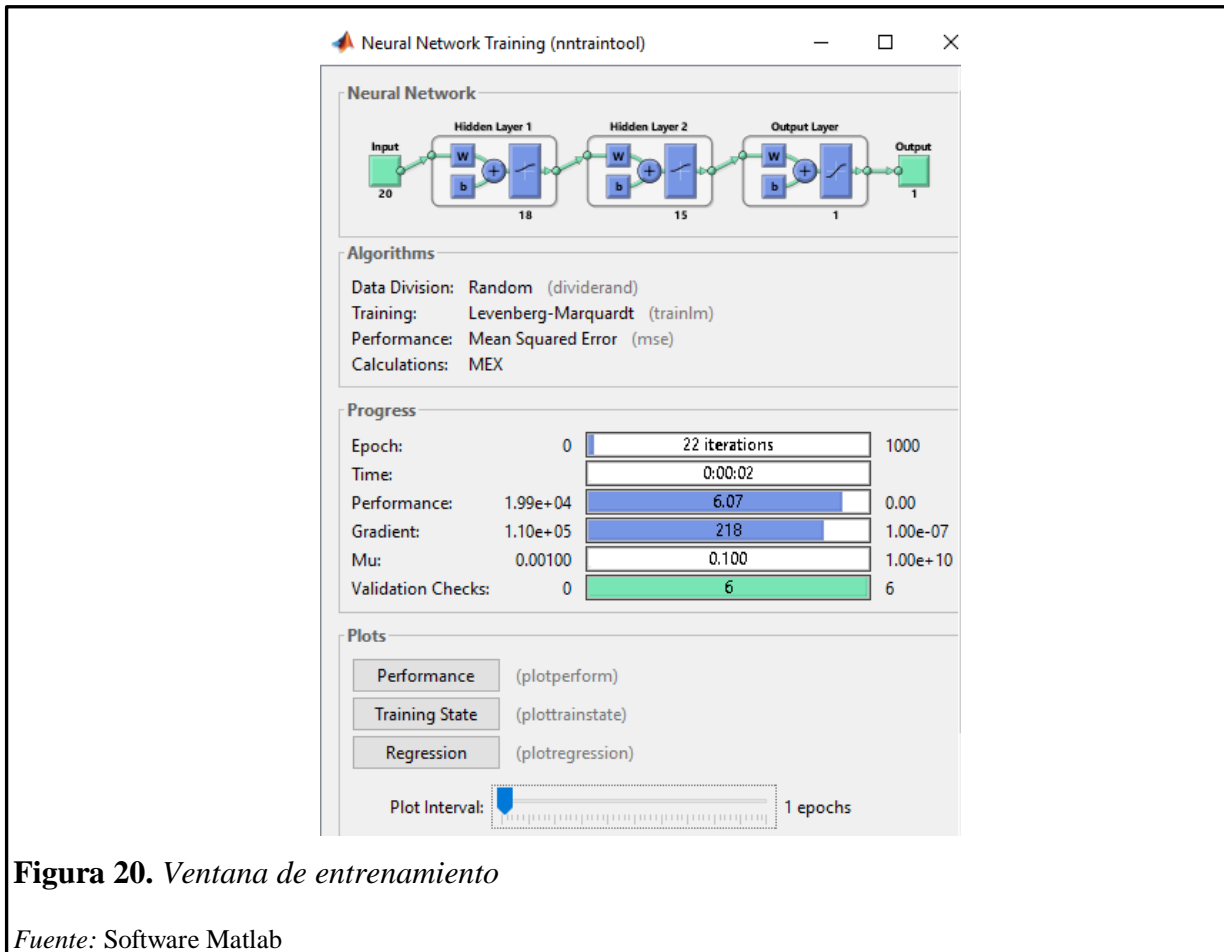 Neural Network Training (nntraintool)
Neural Network
Hidden Layer 1 Hidden Layer 2 Output Layer
Input Output
W W W
+ + +
b b b
20 18 15 1 1
Algorithms
Data Division: Random (dividerand)
Training: Levenberg-Marquardt (trainlm)
Performance: Mean Squared Error (mse)
Calculations: MEX
Progress
Epoch: 0 22 iterations 1000
Time: 0:00:02
Performance: 1.99e+04 6.07 0.00
Gradient: 1.10e+05 218 1.00e-07
Mu: 0.00100 0.100 1.00e+10
Validation Checks: 0 6 6
Plots
Performance (plotperform)
Training State (plottrainstate)
Regression (plotregression)
Plot Interval: 1 epochs
Figura 20. Ventana de entrenamiento
Fuente: Software Matlab